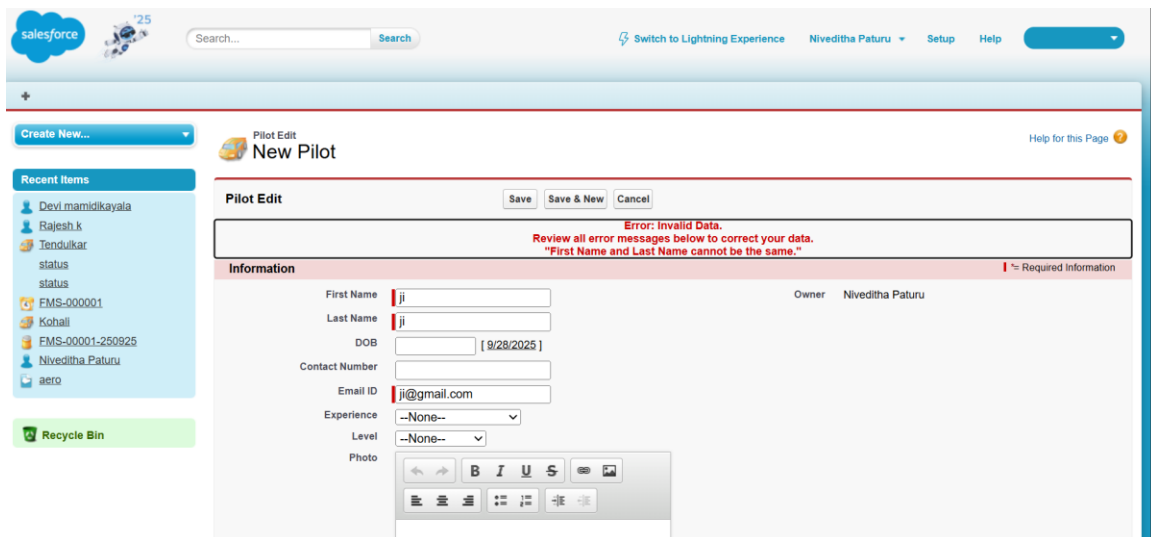 salesforce
'25
Search...
Search
Switch to Lightning Experience
Niveditha Paturu
Setup
Help
+
Create New...
Recent Items
Devi mamidikayala
Rajesh k
Tendulkar
status
status
FMS-000001
Kohali
FMS-00001-250925
Niveditha Paturu
aero
Recycle Bin
Pilot Edit
New Pilot
Help for this Page
Pilot Edit
Save
Save & New
Cancel
Error: Invalid Data.
Review all error messages below to correct your data.
"First Name and Last Name cannot be the same."
Information
*= Required Information
First Name ji
Owner Niveditha Paturu
Last Name ji
DOB [ 9/28/2025 ]
Contact Number
Email ID ji@gmail.com
Experience --None--
Level --None--
Photo
B I U S